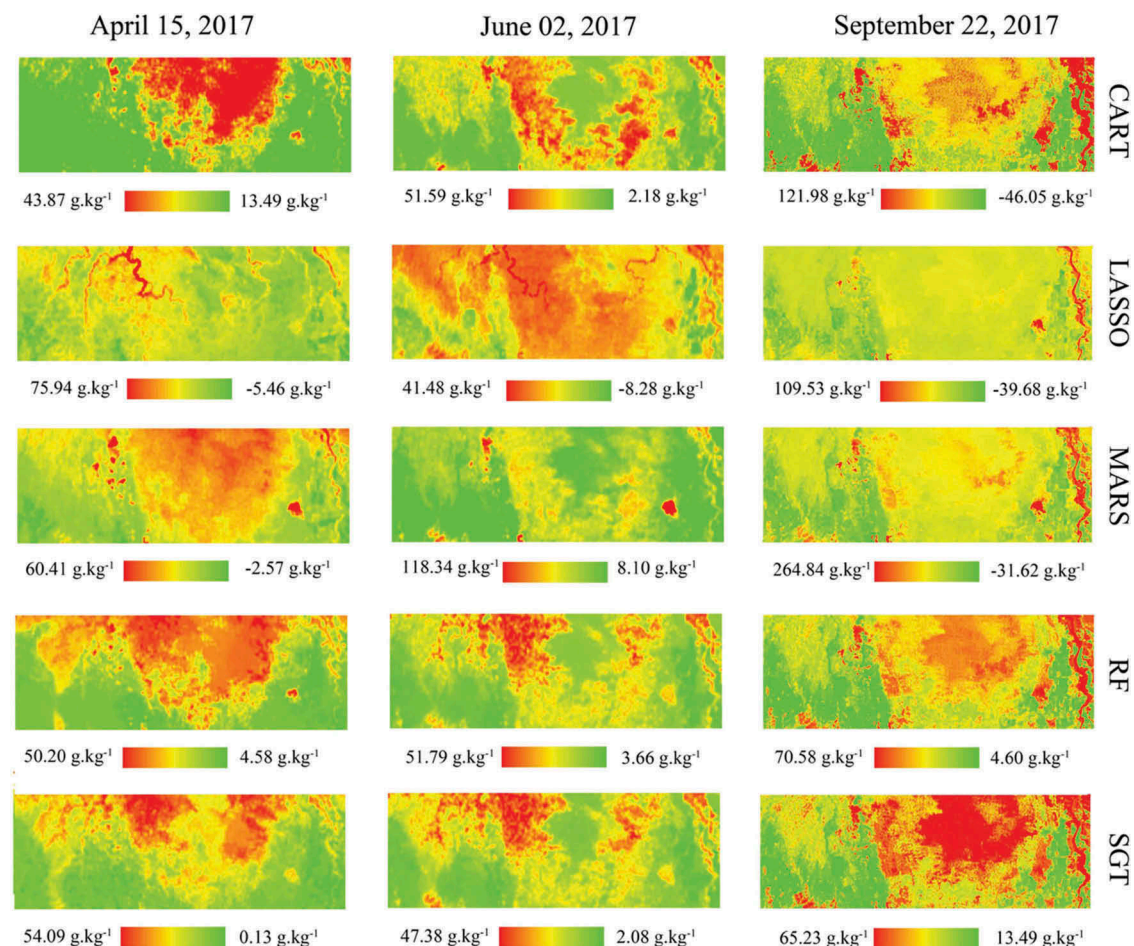 April 15, 2017 June 02, 2017 September 22, 2017
CART
43.87 g.kg-1 13.49 g.kg-1 51.59 g.kg-1 2.18 g.kg-1 121.98 g.kg-1 -46.05 g.kg-1
LASSO
75.94 g.kg-1 -5.46 g.kg-1 41.48 g.kg-1 -8.28 g.kg-1 109.53 g.kg-1 -39.68 g.kg-1
MARS
60.41 g.kg-1 -2.57 g.kg-1 118.34 g.kg-1 8.10 g.kg-1 264.84 g.kg-1 -31.62 g.kg-1
RF
50.20 g.kg-1 4.58 g.kg-1 51.79 g.kg-1 3.66 g.kg-1 70.58 g.kg-1 4.60 g.kg-1
SGT
54.09 g.kg-1 0.13 g.kg-1 47.38 g.kg-1 2.08 g.kg-1 65.23 g.kg-1 13.49 g.kg-1